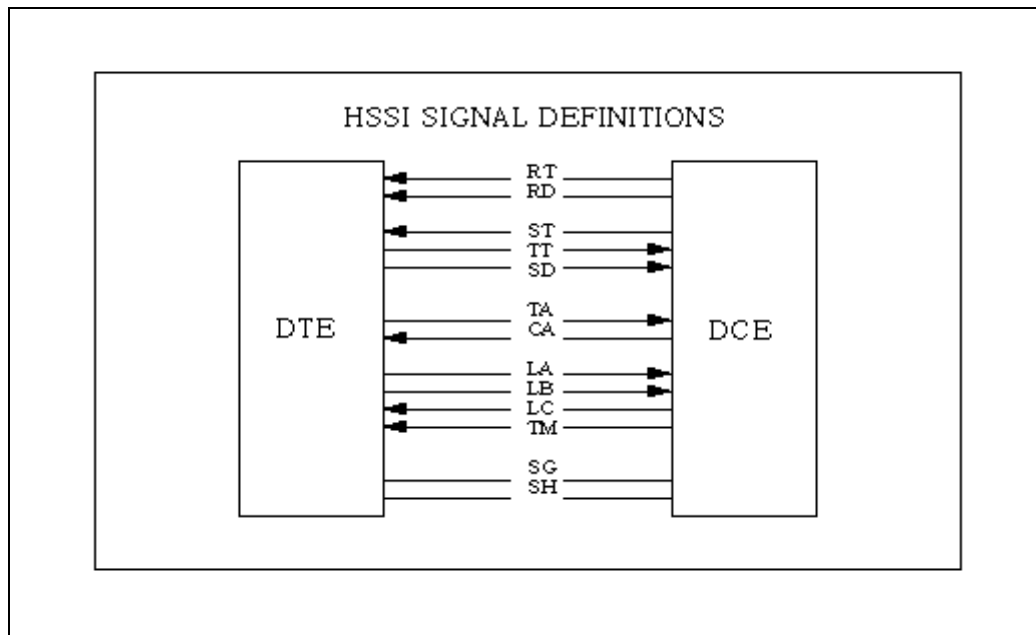 HSSI SIGNAL DEFINITIONS
RT
RD
ST
TT
SD
TA
CA
DTE
DCE
LA
LB
LC
TM
SG
SH